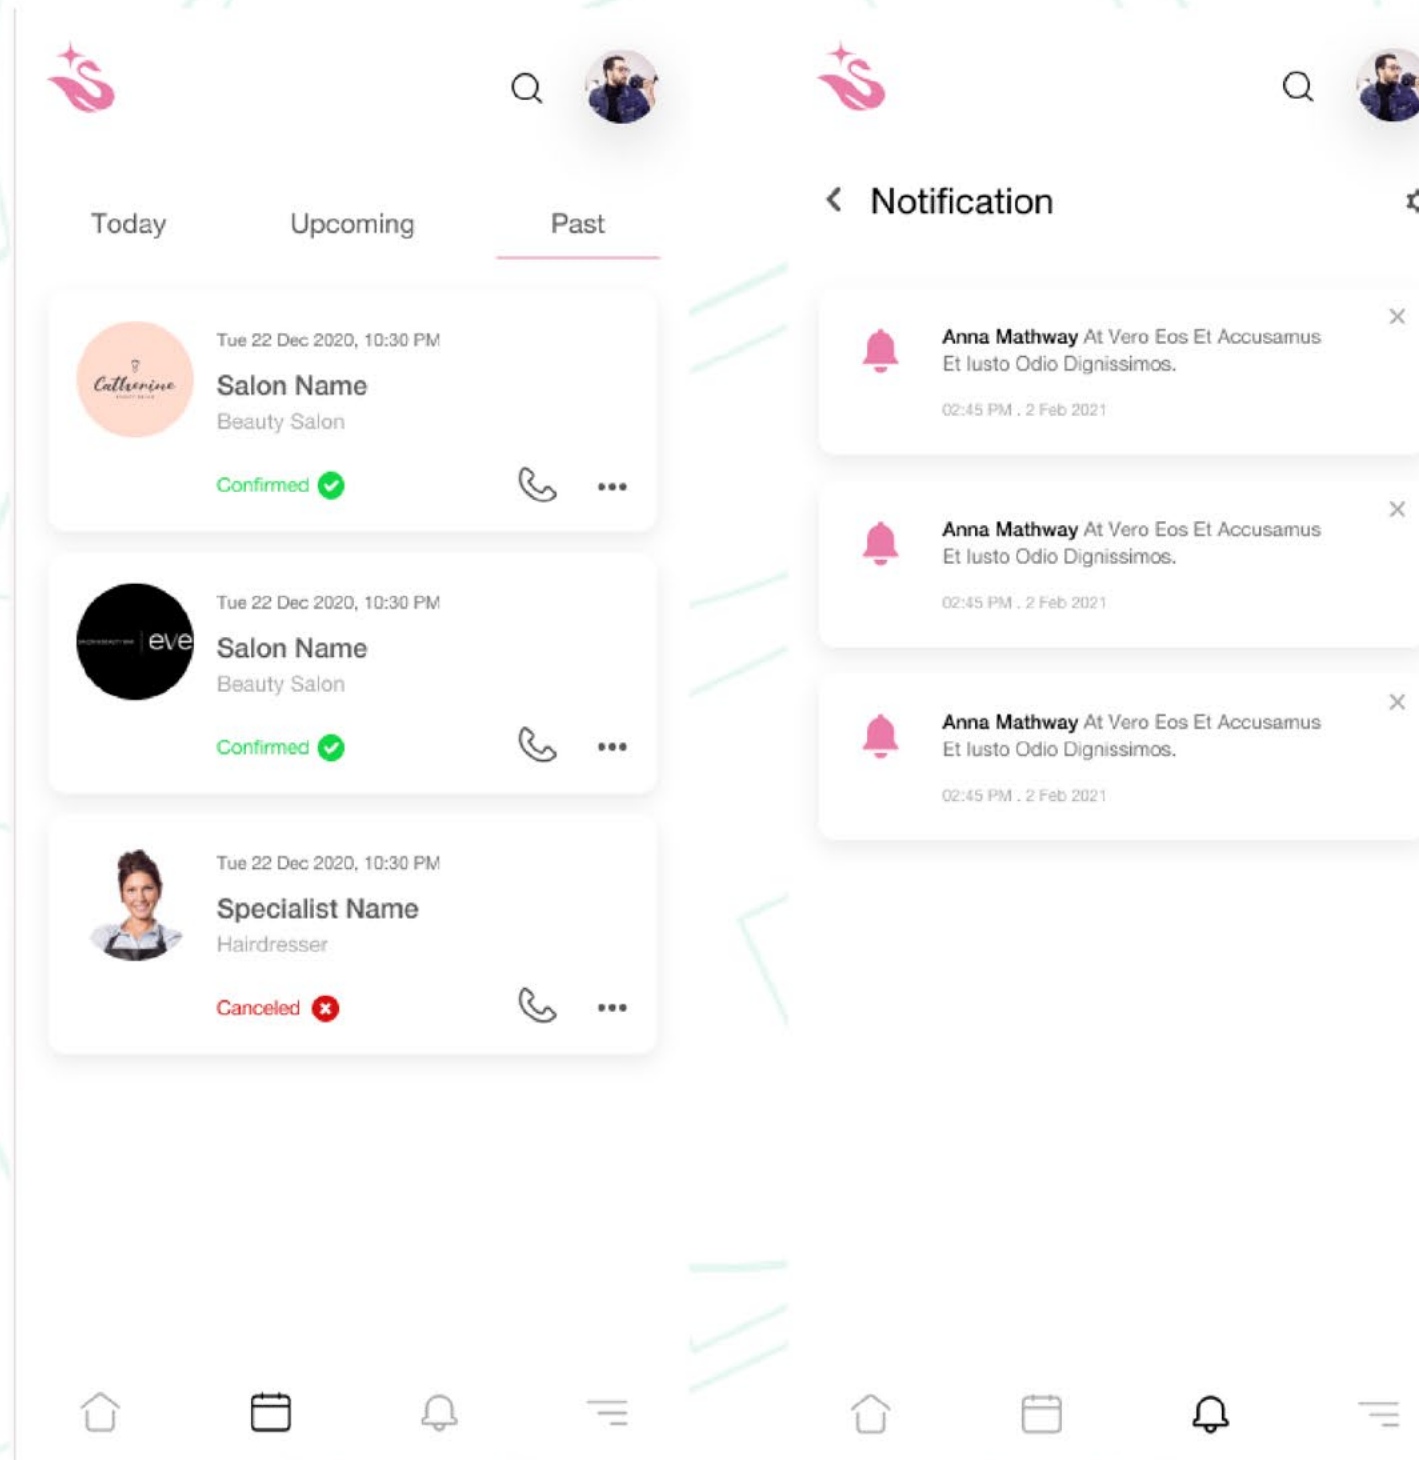 Today
Upcoming
Past
Catherine
Tue 22 Dec 2020, 10:30 PM
Salon Name
Beauty Salon
Confirmed
eve
Tue 22 Dec 2020, 10:30 PM
Salon Name
Beauty Salon
Confirmed
Tue 22 Dec 2020, 10:30 PM
Specialist Name
Hairdresser
Canceled
Notification
Anna Mathway At Vero Eos Et Accusamus
Et Iusto Odio Dignissimos.
02:45 PM . 2 Feb 2021
Anna Mathway At Vero Eos Et Accusamus
Et Iusto Odio Dignissimos.
02:45 PM . 2 Feb 2021
Anna Mathway At Vero Eos Et Accusamus
Et Iusto Odio Dignissimos.
02:45 PM . 2 Feb 2021